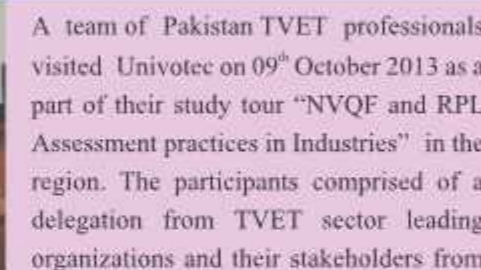 A team of Pakistan TVET professionals
visited Univotec on 09th October 2013 as a
part of their study tour “NVQF and RPL
Assessment practices in Industries” in the
region. The participants comprised of a
delegation from TVET sector leading
organizations and their stakeholders from